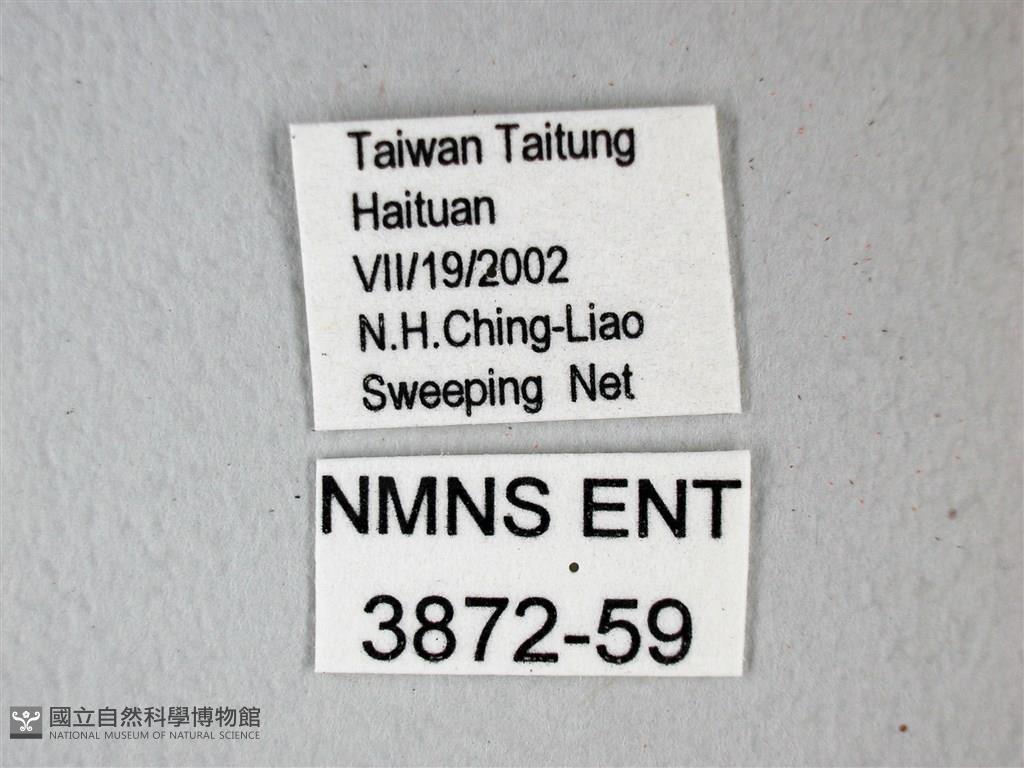 Taiwan Taitung
Haituan
VII/19/2002
N.H.Ching-Liao
Sweeping Net
NMNS ENT
3872-59
國立自然科學博物館
NATIONAL MUSEUM OF NATURAL SCIENCE